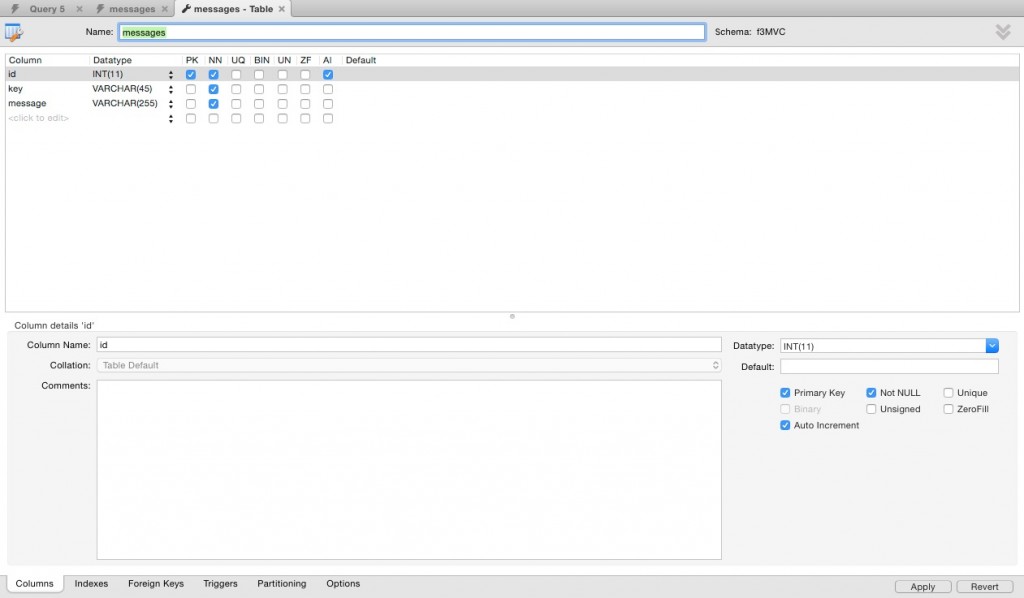 Query 5 messages messages - Table
Name: messages Schema: f3MVC
Column Datatype PK NN UQ BIN UN ZF AI Default
id INT(11)
key VARCHAR(45)
message VARCHAR(255)
<click to edit>
Column details 'id'
Column Name: id Datatype: INT(11)
Collation: Table Default Default:
Comments:
Primary Key Not NULL Unique
Binary Unsigned ZeroFill
Auto Increment
Columns Indexes Foreign Keys Triggers Partitioning Options Apply Revert